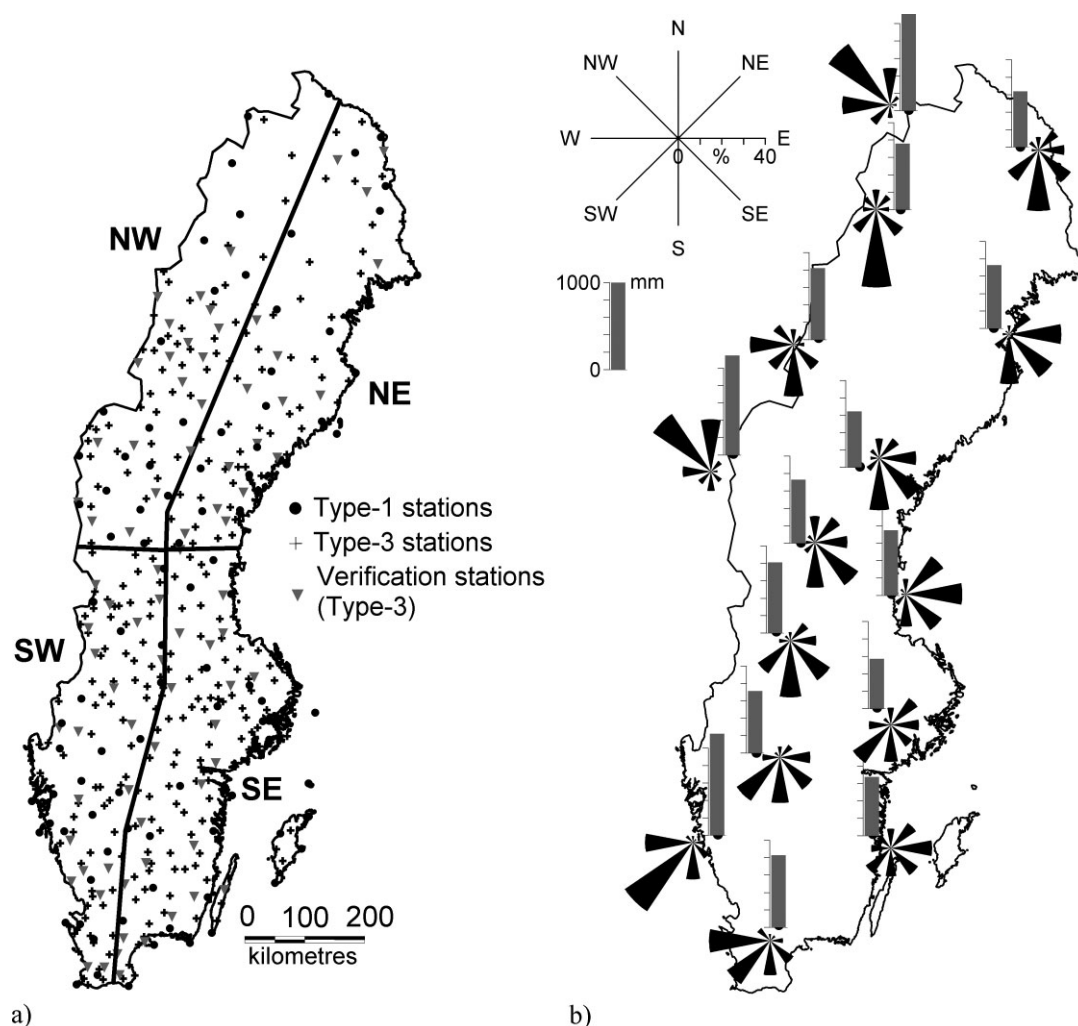 NW
NE
SW
SE
● Type-1 stations
+ Type-3 stations
▼ Verification stations
(Type-3)
0 100 200
kilometres
a)
N
NW NE
W E
0 % 40
SW SE
S
1000 mm
0
b)